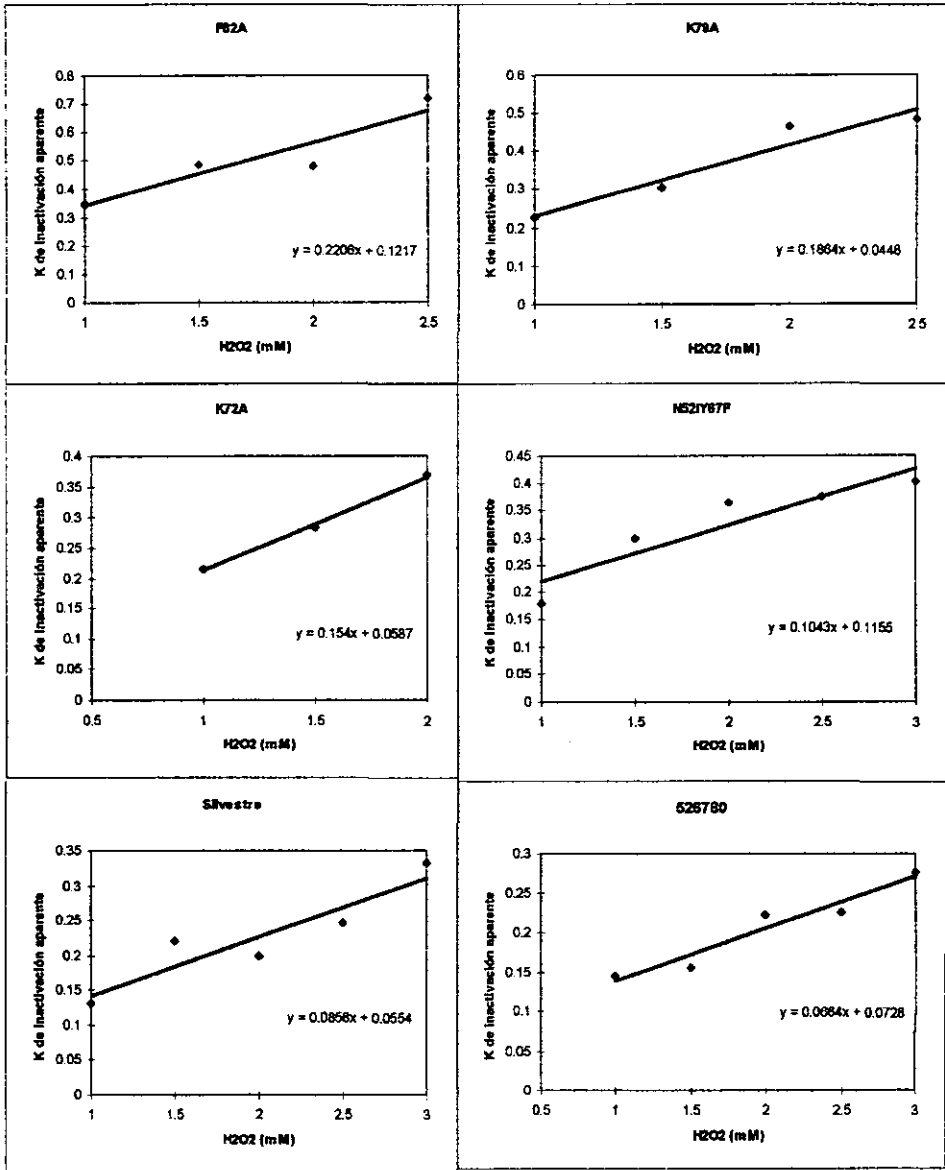 F82A
K de inactivación aparente
0.8
0.7
0.6
0.5
0.4
0.3
0.2
0.1
0
y = 0.2206x + 0.1217
1 1.5 2 2.5
H2O2 (mM)
K79A
K de inactivación aparente
0.6
0.5
0.4
0.3
0.2
0.1
0
y = 0.1864x + 0.0448
1 1.5 2 2.5
H2O2 (mM)
K72A
K de inactivación aparente
0.4
0.35
0.3
0.25
0.2
0.15
0.1
0.05
0
y = 0.154x + 0.0587
0.5 1 1.5 2
H2O2 (mM)
N52IY67F
K de inactivación aparente
0.45
0.4
0.35
0.3
0.25
0.2
0.15
0.1
0.05
0
y = 0.1043x + 0.1155
1 1.5 2 2.5 3
H2O2 (mM)
Silvestre
K de inactivación aparente
0.35
0.3
0.25
0.2
0.15
0.1
0.05
0
y = 0.0856x + 0.0554
1 1.5 2 2.5 3
H2O2 (mM)
526780
K de inactivación aparente
0.3
0.25
0.2
0.15
0.1
0.05
0
y = 0.0664x + 0.0728
0.5 1 1.5 2 2.5 3
H2O2 (mM)